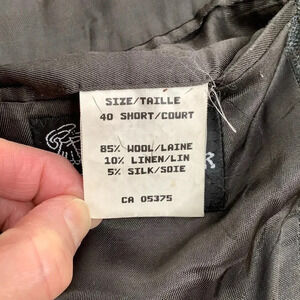 SIZE/TAILLE
40 SHORT/COURT
85% WOOL/LAINE
10% LINEN/LIN
5% SILK/SOIE
CA 05375